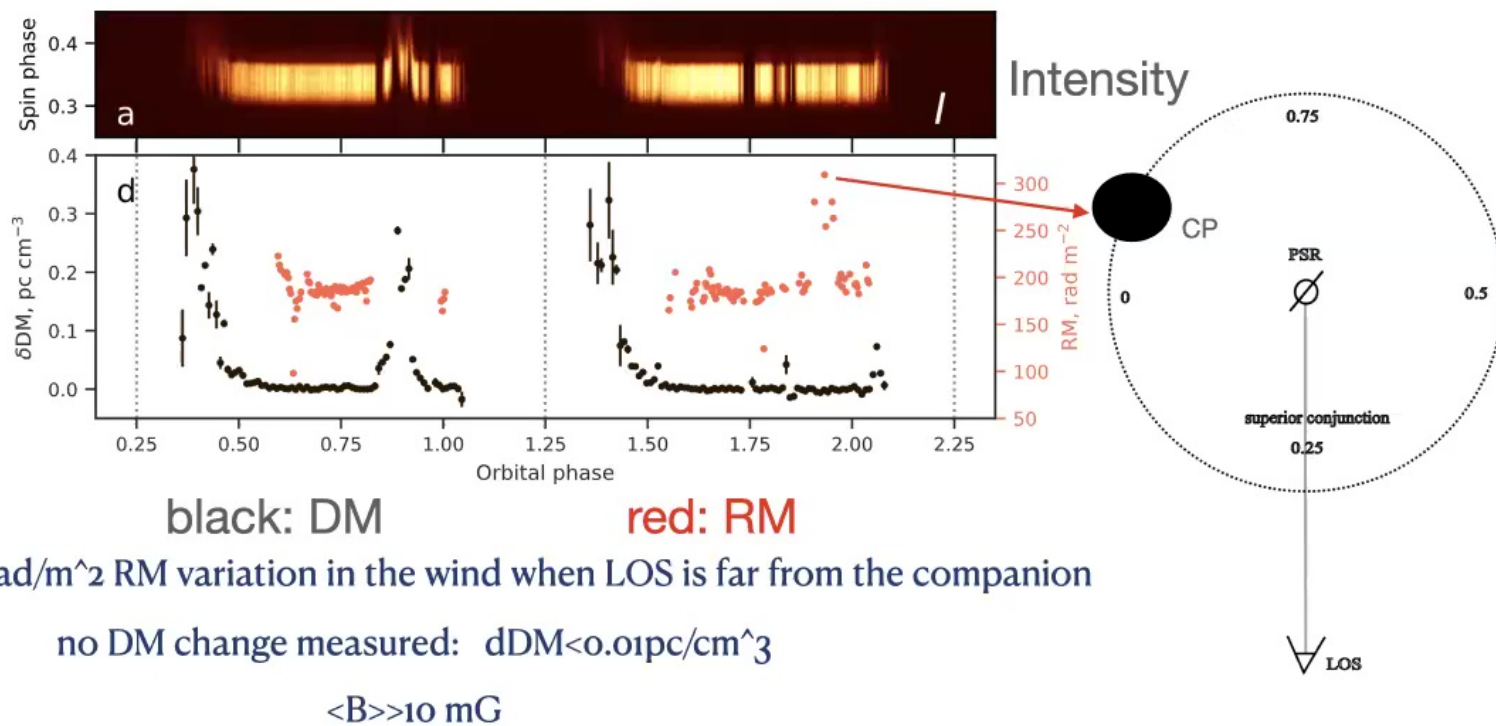 Spin phase
0.4
0.3
a
I
Intensity
d
δDM, pc cm⁻³
0.4
0.3
0.2
0.1
0.0
300
250
200
150
100
50
RM, rad m⁻²
0.25
0.50
0.75
1.00
1.25
1.50
1.75
2.00
2.25
Orbital phase
0.75
CP
PSR
0
0.5
superior conjunction
0.25
LOS
black: DM
red: RM
ad/m^2 RM variation in the wind when LOS is far from the companion
no DM change measured: dDM<0.01pc/cm^3
<B>>10 mG